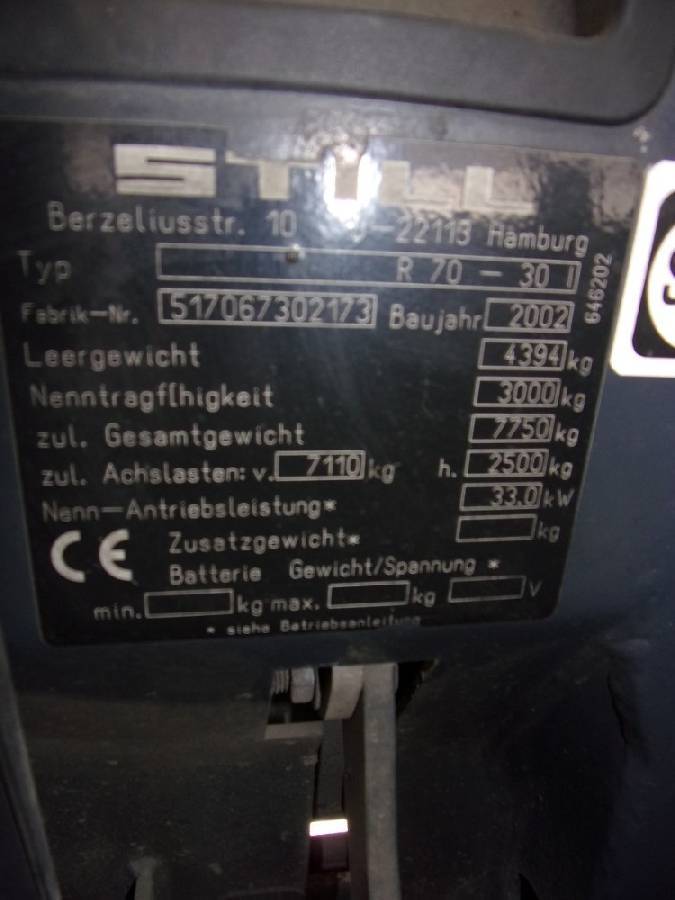 STILL
Berzeliusstr. 10 D-22113 Hamburg
Typ R 70 - 30 I
Fabrik-Nr. 517067302173 Baujahr 2002
646202
Leergewicht 4394 kg
Nenntragflhigkeit 3000 kg
zul. Gesamtgewicht 7750 kg
zul. Achslasten: v. 7110 kg h. 2500 kg
Nenn-Antriebsleistung* 33.0 kW
CE Zusatzgewicht* kg
Batterie Gewicht/Spannung *
min. kg max. kg V
* siehe Betriebsanleitung